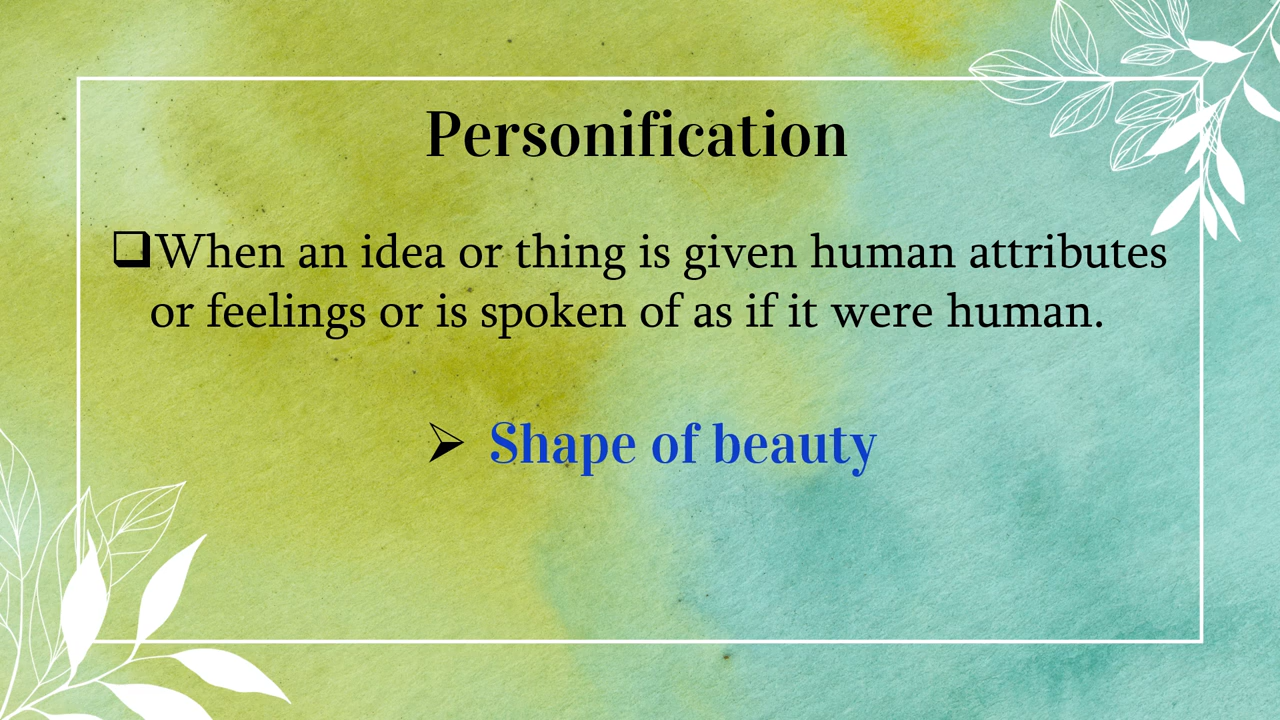 Personification
❑When an idea or thing is given human attributes
or feelings or is spoken of as if it were human.
➢ Shape of beauty